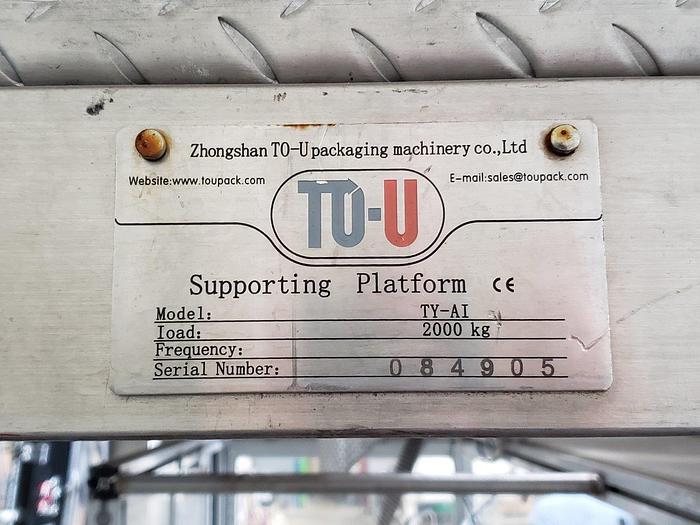 Zhongshan TO-U packaging machinery co.,Ltd
Website:www.toupack.com
E-mail:sales@toupack.com
TO-U
Supporting Platform CE
Model: TY-AI
Ioad: 2000 kg
Frequency:
Serial Number: 084905